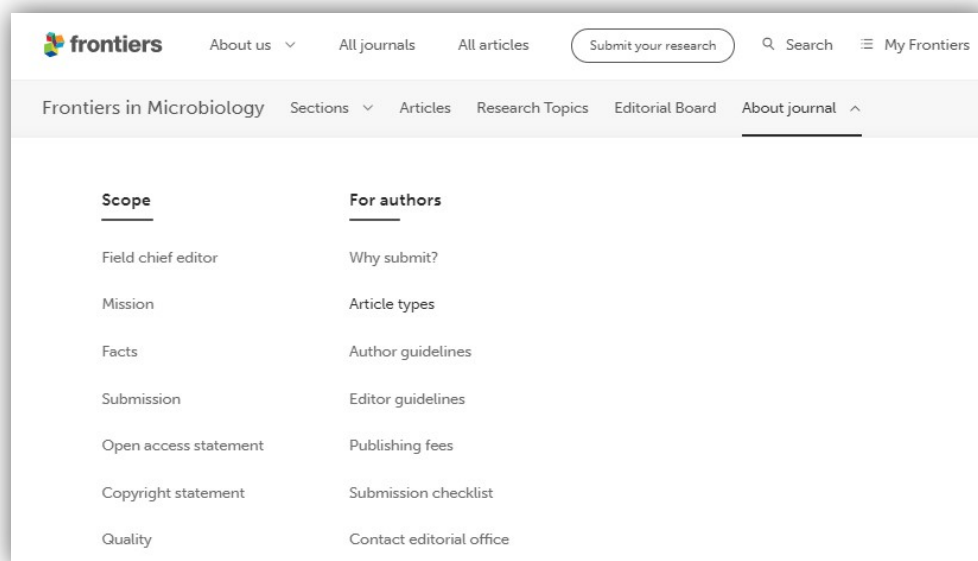 frontiers About us All journals All articles Submit your research Search My Frontiers
Frontiers in Microbiology Sections Articles Research Topics Editorial Board About journal
Scope
Field chief editor
Mission
Facts
Submission
Open access statement
Copyright statement
Quality
For authors
Why submit?
Article types
Author guidelines
Editor guidelines
Publishing fees
Submission checklist
Contact editorial office